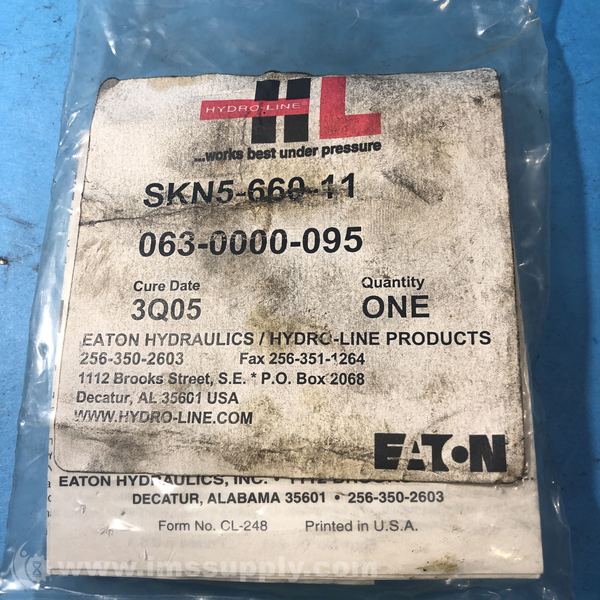 HYDRO-LINE HL
...works best under pressure
SKN5-660-11
063-0000-095
Cure Date Quantity
3Q05 ONE
EATON HYDRAULICS / HYDRO-LINE PRODUCTS
256-350-2603 Fax 256-351-1264
1112 Brooks Street, S.E. * P.O. Box 2068
Decatur, AL 35601 USA
WWW.HYDRO-LINE.COM
EATON
EATON HYDRAULICS, INC. • 1112
DECATUR, ALABAMA 35601 • 256-350-2603
Form No. CL-248 Printed in U.S.A.
www.imssupply.com